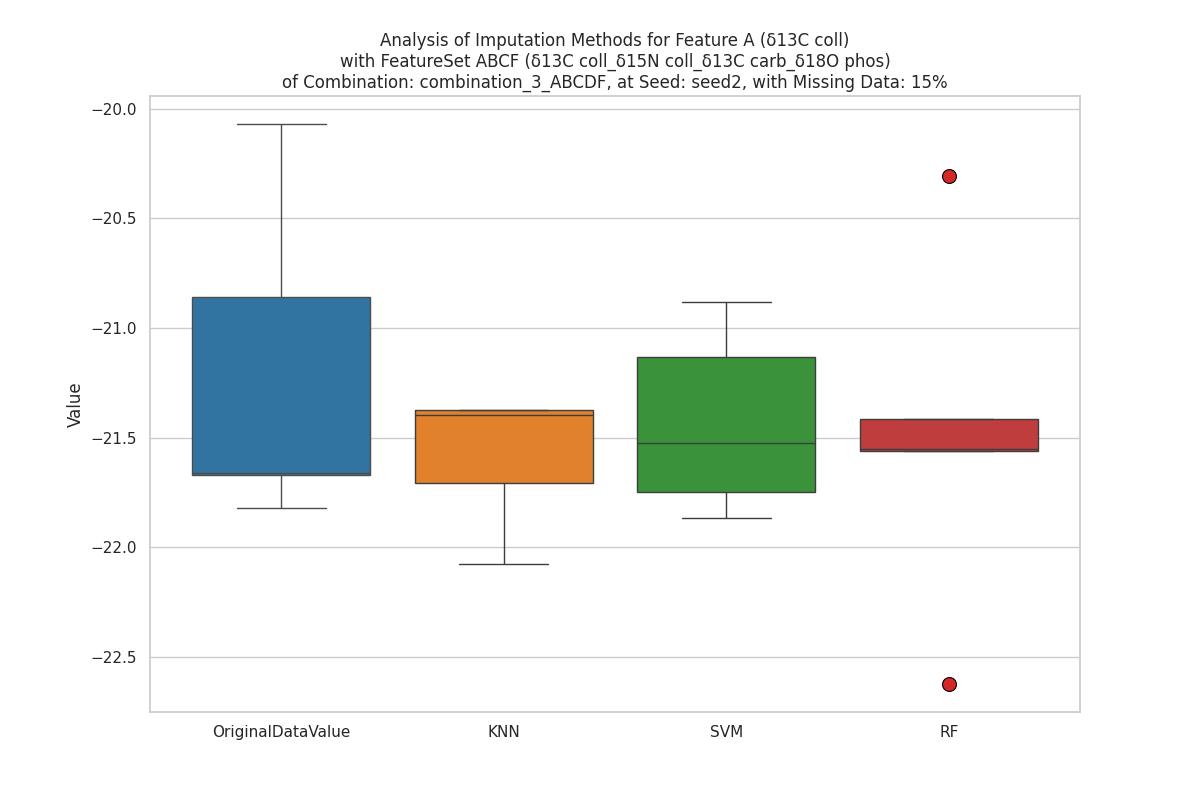 Analysis of Imputation Methods for Feature A (δ13C coll)
with FeatureSet ABCF (δ13C coll_δ15N coll_δ13C carb_δ18O phos)
of Combination: combination_3_ABCDF, at Seed: seed2, with Missing Data: 15%
−20.0
−20.5
−21.0
−21.5
−22.0
−22.5
Value
OriginalDataValue
KNN
SVM
RF